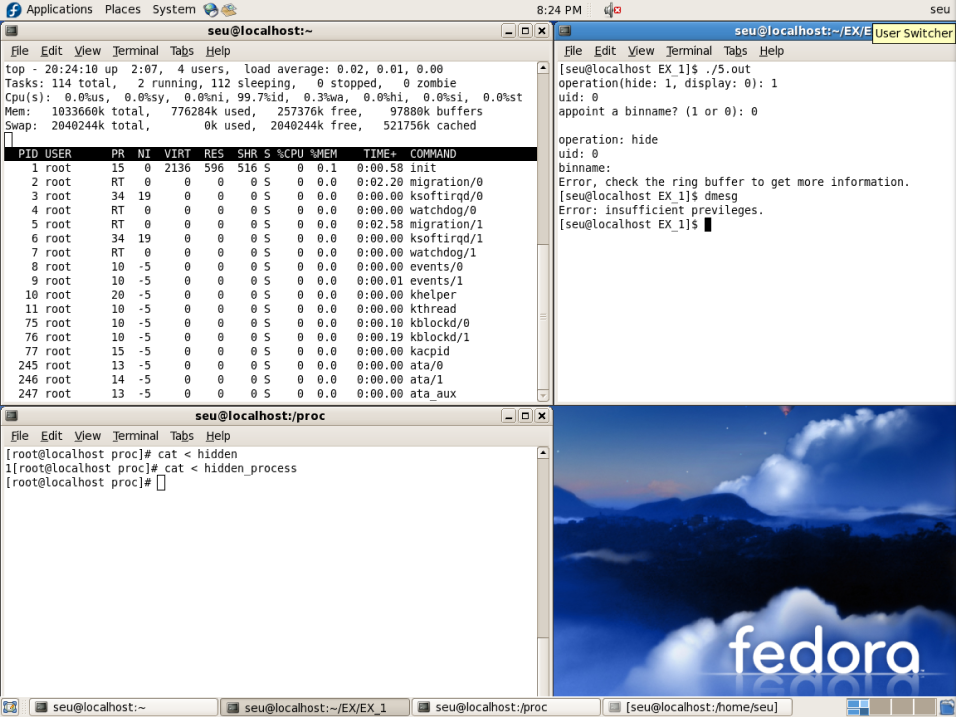 Applications Places System 8:24 PM seu
seu@localhost:~
File Edit View Terminal Tabs Help
top - 20:24:10 up 2:07, 4 users, load average: 0.02, 0.01, 0.00
Tasks: 114 total, 2 running, 112 sleeping, 0 stopped, 0 zombie
Cpu(s): 0.0%us, 0.0%sy, 0.0%ni, 99.7%id, 0.3%wa, 0.0%hi, 0.0%si, 0.0%st
Mem: 1033660k total, 776284k used, 257376k free, 97880k buffers
Swap: 2040244k total, 0k used, 2040244k free, 521756k cached
PID USER PR NI VIRT RES SHR S %CPU %MEM TIME+ COMMAND
1 root 15 0 2136 596 516 S 0 0.1 0:00.58 init
2 root RT 0 0 0 0 S 0 0.0 0:02.20 migration/0
3 root 34 19 0 0 0 S 0 0.0 0:00.00 ksoftirqd/0
4 root RT 0 0 0 0 S 0 0.0 0:00.00 watchdog/0
5 root RT 0 0 0 0 S 0 0.0 0:02.58 migration/1
6 root 34 19 0 0 0 S 0 0.0 0:00.00 ksoftirqd/1
7 root RT 0 0 0 0 S 0 0.0 0:00.00 watchdog/1
8 root 10 -5 0 0 0 S 0 0.0 0:00.00 events/0
9 root 10 -5 0 0 0 S 0 0.0 0:00.01 events/1
10 root 20 -5 0 0 0 S 0 0.0 0:00.00 khelper
11 root 10 -5 0 0 0 S 0 0.0 0:00.00 kthread
75 root 10 -5 0 0 0 S 0 0.0 0:00.10 kblockd/0
76 root 10 -5 0 0 0 S 0 0.0 0:00.19 kblockd/1
77 root 15 -5 0 0 0 S 0 0.0 0:00.00 kacpid
245 root 13 -5 0 0 0 S 0 0.0 0:00.00 ata/0
246 root 14 -5 0 0 0 S 0 0.0 0:00.00 ata/1
247 root 13 -5 0 0 0 S 0 0.0 0:00.00 ata_aux
seu@localhost:~/EX/E
User Switcher
File Edit View Terminal Tabs Help
[seu@localhost EX_1]$ ./5.out
operation(hide: 1, display: 0): 1
uid: 0
appoint a binname? (1 or 0): 0
operation: hide
uid: 0
binname:
Error, check the ring buffer to get more information.
[seu@localhost EX_1]$ dmesg
Error: insufficient previleges.
[seu@localhost EX_1]$
seu@localhost:/proc
File Edit View Terminal Tabs Help
[root@localhost proc]# cat < hidden
1[root@localhost proc]# cat < hidden_process
[root@localhost proc]#
fedora
seu@localhost:~ seu@localhost:~/EX/EX_1 seu@localhost:/proc [seu@localhost:/home/seu]